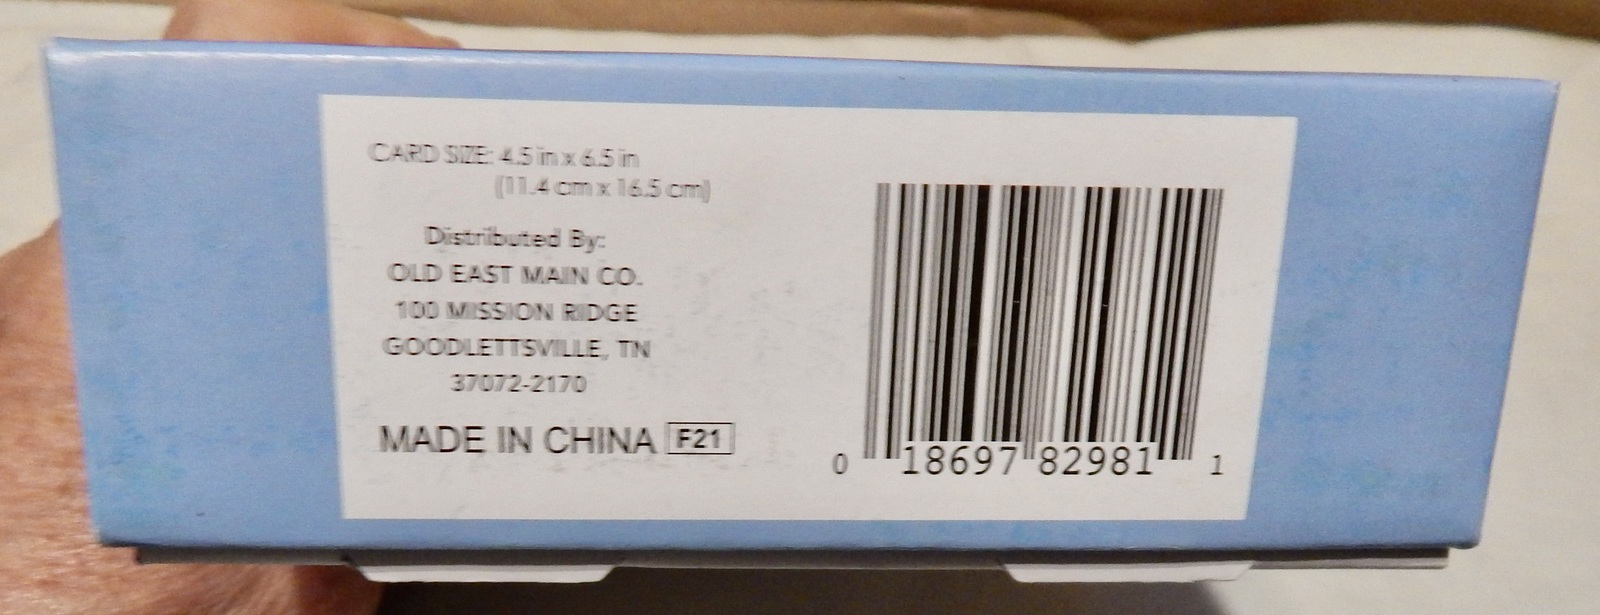 CARD SIZE: 4.5 in x 6.5 in
(11.4 cm x 16.5 cm)
Distributed By:
OLD EAST MAIN CO.
100 MISSION RIDGE
GOODLETTSVILLE, TN
37072-2170
MADE IN CHINA F21
0 18697 82981 1